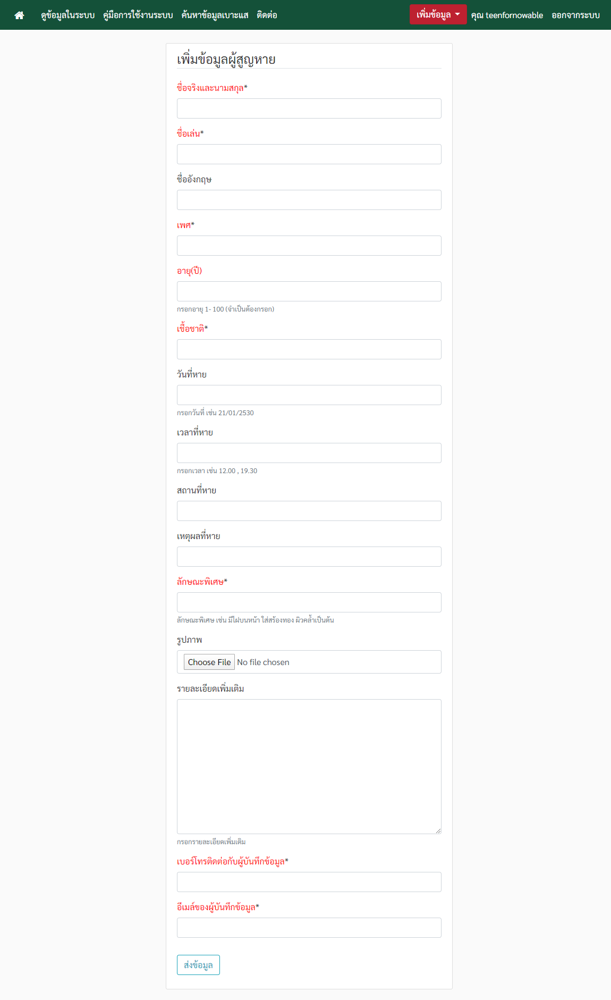 ดูข้อมูลในระบบ คู่มือการใช้งานระบบ ค้นหาข้อมูลเบาะแส ติดต่อ เพิ่มข้อมูล คุณ teenfornowable ออกจากระบบ
เพิ่มข้อมูลผู้สูญหาย
ชื่อจริงและนามสกุล*
ชื่อเล่น*
ชื่ออังกฤษ
เพศ*
อายุ(ปี)
กรอกอายุ 1- 100 (จำเป็นต้องกรอก)
เชื้อชาติ*
วันที่หาย
กรอกวันที่ เช่น 21/01/2530
เวลาที่หาย
กรอกเวลา เช่น 12.00 , 19.30
สถานที่หาย
เหตุผลที่หาย
ลักษณะพิเศษ*
ลักษณะพิเศษ เช่น มีไฝบนหน้า ใส่สร้องทอง ผิวคล้ำเป็นต้น
รูปภาพ
Choose File No file chosen
รายละเอียดเพิ่มเติม
กรอกรายละเอียดเพิ่มเติม
เบอร์โทรติดต่อกับผู้บันทึกข้อมูล*
อีเมล์ของผู้บันทึกข้อมูล*
ส่งข้อมูล